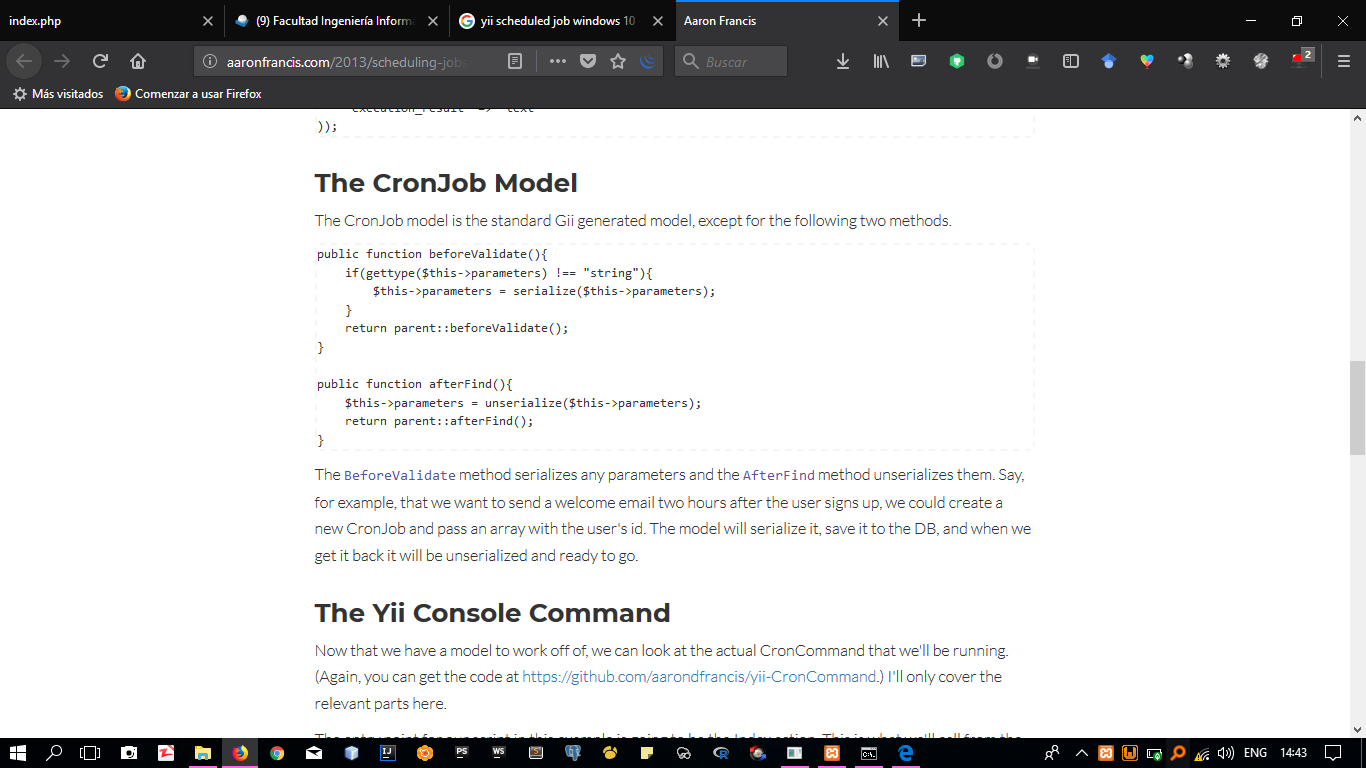 index.php
(9) Facultad Ingeniería Inform
yii scheduled job windows 10
Aaron Francis
aaronfrancis.com/2013/scheduling-jobs
Buscar
2
Más visitados
Comenzar a usar Firefox
execution_result => text
));
The CronJob Model
The CronJob model is the standard Gii generated model, except for the following two methods.
public function beforeValidate(){
if(gettype($this->parameters) !== "string"){
$this->parameters = serialize($this->parameters);
}
return parent::beforeValidate();
}
public function afterFind(){
$this->parameters = unserialize($this->parameters);
return parent::afterFind();
}
The BeforeValidate method serializes any parameters and the AfterFind method unserializes them. Say,
for example, that we want to send a welcome email two hours after the user signs up, we could create a
new CronJob and pass an array with the user's id. The model will serialize it, save it to the DB, and when we
get it back it will be unserialized and ready to go.
The Yii Console Command
Now that we have a model to work off of, we can look at the actual CronCommand that we'll be running.
(Again, you can get the code at https://github.com/aarondfrancis/yii-CronCommand.) I'll only cover the
relevant parts here.
PS
WS
ENG
14:43